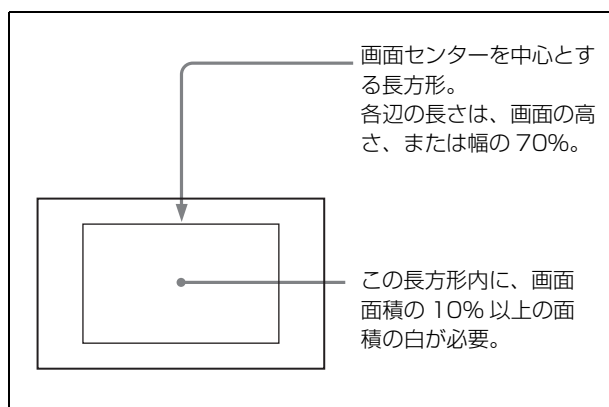 画面センターを中心とす
る長方形。
各辺の長さは、画面の高
さ、または幅の 70%。
この長方形内に、画面
面積の 10% 以上の面
積の白が必要。